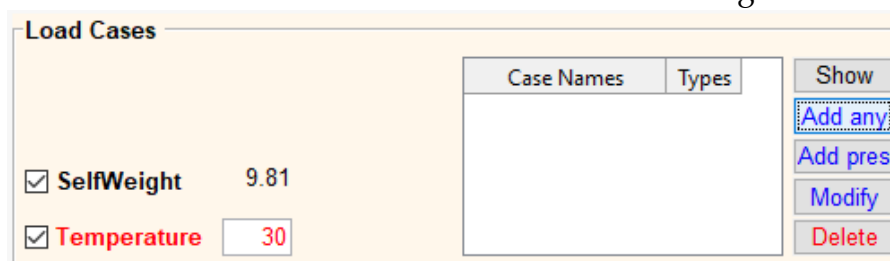 Load Cases
Case Names Types
Show
Add any
Add pres
SelfWeight 9.81
Modify
Temperature 30
Delete